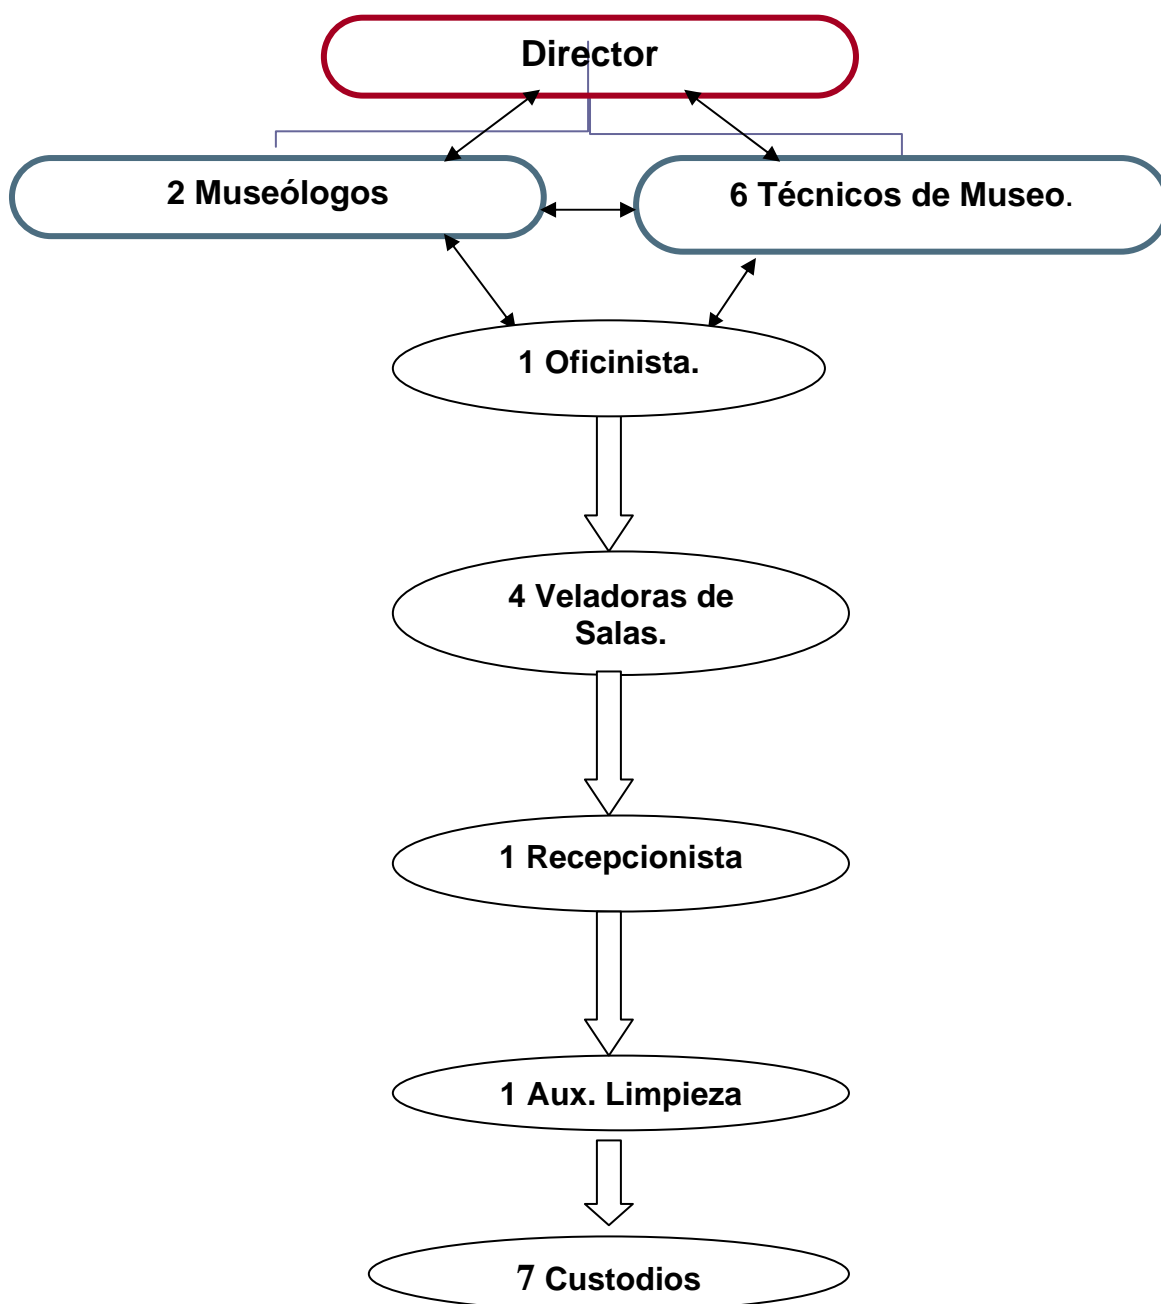 Director
2 Museólogos
6 Técnicos de Museo.
1 Oficinista.
4 Veladoras de
Salas.
1 Recepcionista
1 Aux. Limpieza
7 Custodios